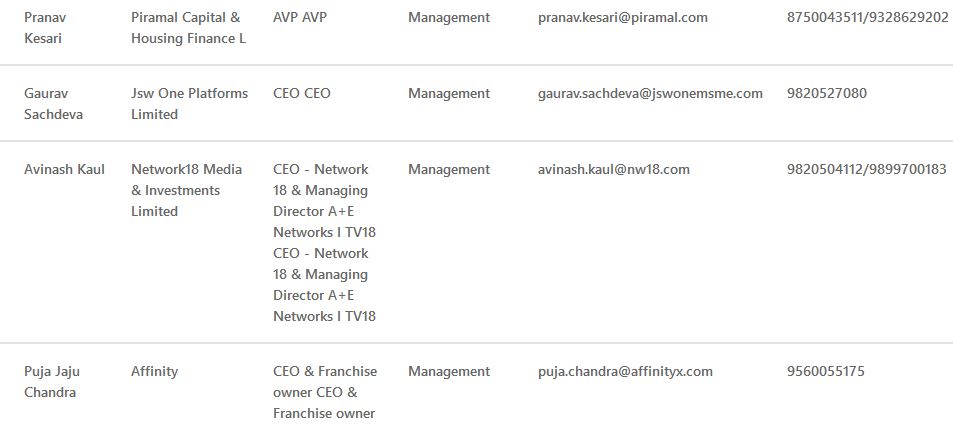 Pranav Kesari
Piramal Capital & Housing Finance L
AVP AVP
Management
pranav.kesari@piramal.com
8750043511/9328629202
Gaurav Sachdeva
Jsw One Platforms Limited
CEO CEO
Management
gaurav.sachdeva@jswonemsme.com
9820527080
Avinash Kaul
Network18 Media & Investments Limited
CEO - Network 18 & Managing Director A+E Networks I TV18 CEO - Network 18 & Managing Director A+E Networks I TV18
Management
avinash.kaul@nw18.com
9820504112/9899700183
Puja Jaju Chandra
Affinity
CEO & Franchise owner CEO & Franchise owner
Management
puja.chandra@affinityx.com
9560055175